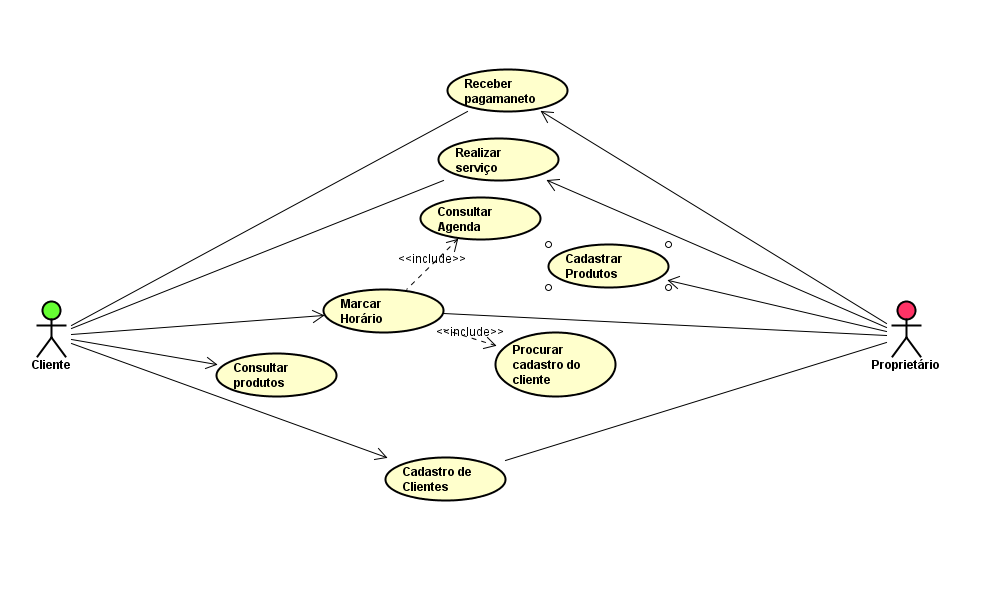 Receber
pagamaneto
Realizar
serviço
Consultar
Agenda
<<include>>
Cadastrar
Produtos
Marcar
Horário
<<include>>
Procurar
cadastro do
cliente
Cliente
Proprietário
Consultar
produtos
Cadastro de
Clientes